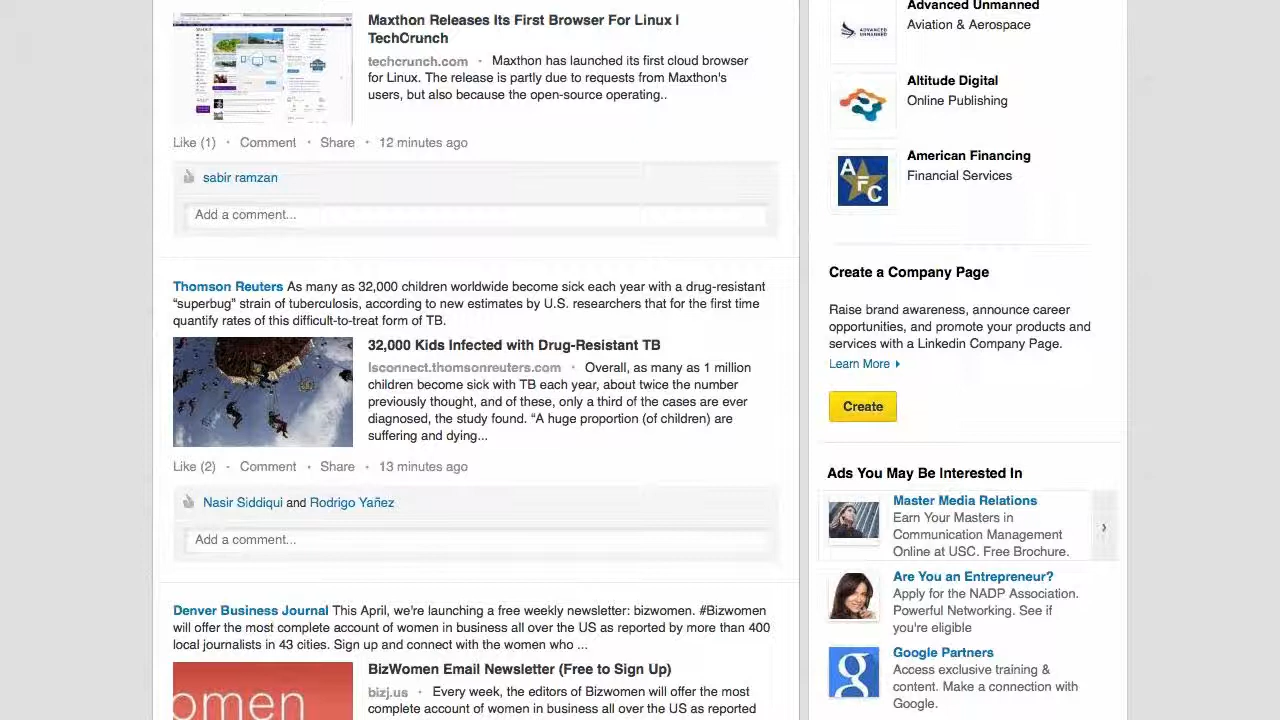 Maxthon Releases Its First Browser For Linux |
TechCrunch
techcrunch.com · Maxthon has launched its first cloud browser
for Linux. The release is partly due to requests from Maxthon's
users, but also because the open-source operating...
Like (1) · Comment · Share · 12 minutes ago
sabir ramzan
Add a comment...
Thomson Reuters As many as 32,000 children worldwide become sick each year with a drug-resistant
“superbug” strain of tuberculosis, according to new estimates by U.S. researchers that for the first time
quantify rates of this difficult-to-treat form of TB.
32,000 Kids Infected with Drug-Resistant TB
lsconnect.thomsonreuters.com · Overall, as many as 1 million
children become sick with TB each year, about twice the number
previously thought, and of these, only a third of the cases are ever
diagnosed, the study found. “A huge proportion (of children) are
suffering and dying...
Like (2) · Comment · Share · 13 minutes ago
Nasir Siddiqui and Rodrigo Yañez
Add a comment...
Denver Business Journal This April, we're launching a free weekly newsletter: bizwomen. #Bizwomen
will offer the most complete account of women in business all over the US as reported by more than 400
local journalists in 43 cities. Sign up and connect with the women who ...
omen
BizWomen Email Newsletter (Free to Sign Up)
bizj.us · Every week, the editors of Bizwomen will offer the most
complete account of women in business all over the US as reported
Advanced Unmanned
Aviation & Aerospace
ADVANCED
UNMANNED
Altitude Digital
Online Publishing
American Financing
Financial Services
AFC
Create a Company Page
Raise brand awareness, announce career
opportunities, and promote your products and
services with a Linkedin Company Page.
Learn More
Create
Ads You May Be Interested In
Master Media Relations
Earn Your Masters in
Communication Management
Online at USC. Free Brochure.
Are You an Entrepreneur?
Apply for the NADP Association.
Powerful Networking. See if
you're eligible
Google Partners
Access exclusive training &
content. Make a connection with
Google.
g